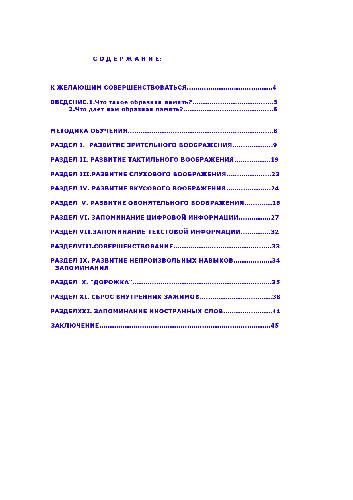 СОДЕРЖАНИЕ:
К ЖЕЛАЮЩИМ СОВЕРШЕНСТВОВАТЬСЯ......................................4
ВВЕДЕНИЕ.1.Что такое образная память?....................................5
2.Что дает вам образная память?........................................6
МЕТОДИКА ОБУЧЕНИЯ................................................................8
РАЗДЕЛ I. РАЗВИТИЕ ЗРИТЕЛЬНОГО ВООБРАЖЕНИЯ..................9
РАЗДЕЛ II. РАЗВИТИЕ ТАКТИЛЬНОГО ВООБРАЖЕНИЯ................19
РАЗДЕЛ III.РАЗВИТИЕ СЛУХОВОГО ВООБРАЖЕНИЯ....................23
РАЗДЕЛ IV. РАЗВИТИЕ ВКУСОВОГО ВООБРАЖЕНИЯ....................24
РАЗДЕЛ V. РАЗВИТИЕ ОБОНЯТЕЛЬНОГО ВООБРАЖЕНИЯ.............26
РАЗДЕЛ VI. ЗАПОМИНАНИЕ ЦИФРОВОЙ ИНФОРМАЦИИ...............27
РАЗДЕЛ VII.ЗАПОМИНАНИЕ ТЕКСТОВОЙ ИНФОРМАЦИИ..............32
РАЗДЕЛVIII.СОВЕРШЕНСТВОВАНИЕ............................................33
РАЗДЕЛ IX. РАЗВИТИЕ НЕПРОИЗВОЛЬНЫХ НАВЫКОВ.................34
ЗАПОМИНАНИЯ
РАЗДЕЛ X. "ДОРОЖКА"..............................................................35
РАЗДЕЛ XI. СБРОС ВНУТРЕННИХ ЗАЖИМОВ................................38
РАЗДЕЛXXI. ЗАПОМИНАНИЕ ИНОСТРАННЫХ СЛОВ......................41
ЗАКЛЮЧЕНИЕ..............................................................................45